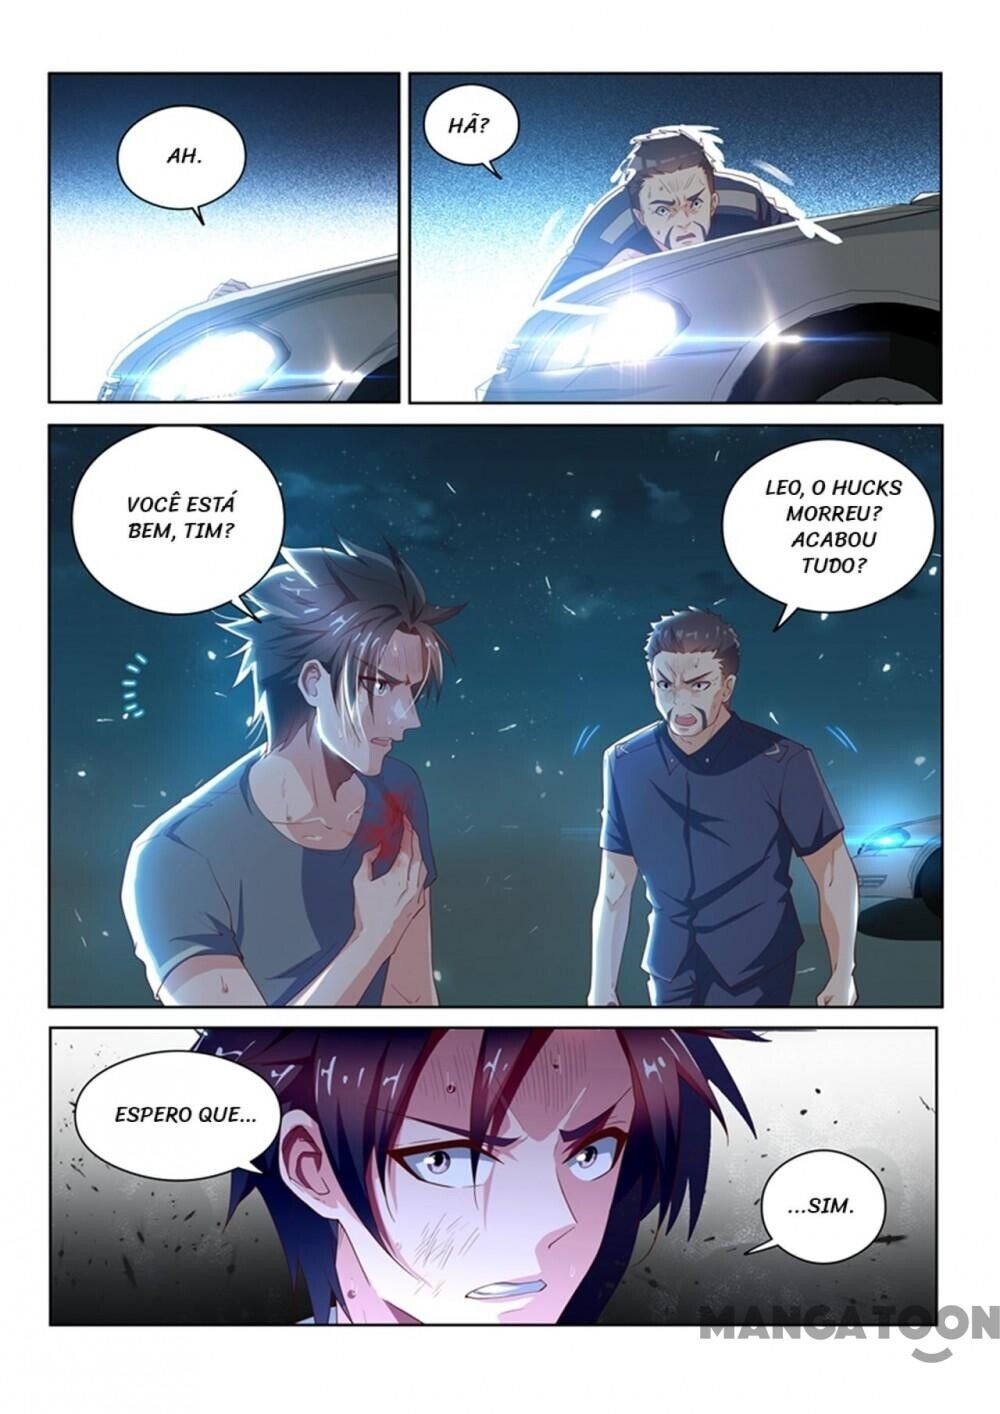 AH.
HÃ?
VOCÊ ESTÁ
BEM, TIM?
LEO, O HUCKS
MORREU?
ACABOU
TUDO?
ESPERO QUE...
...SIM.
MANGATOON